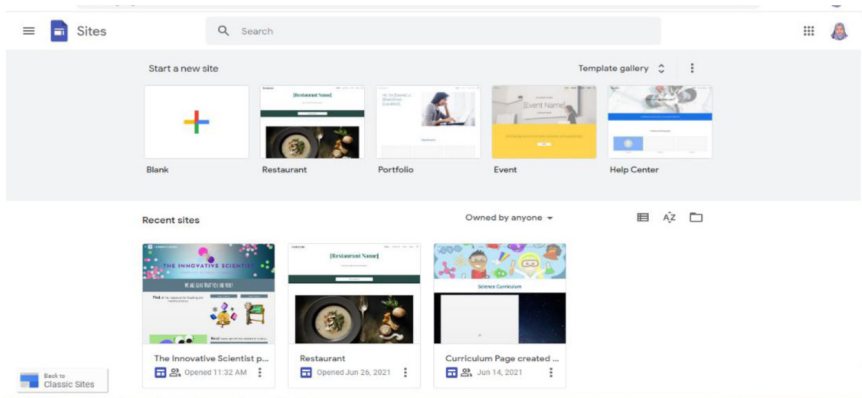 Sites
Search
Start a new site
Template gallery
[Restaurant Name]
[Event Name]
Blank
Restaurant
Portfolio
Event
Help Center
Recent sites
Owned by anyone
AZ
THE INNOVATIVE SCIENTIST
[Restaurant Name]
Science Curriculum
The Innovative Scientist p...
Restaurant
Curriculum Page created ...
Opened 11:32 AM
Opened Jun 26, 2021
Jun 14, 2021
Back to
Classic Sites